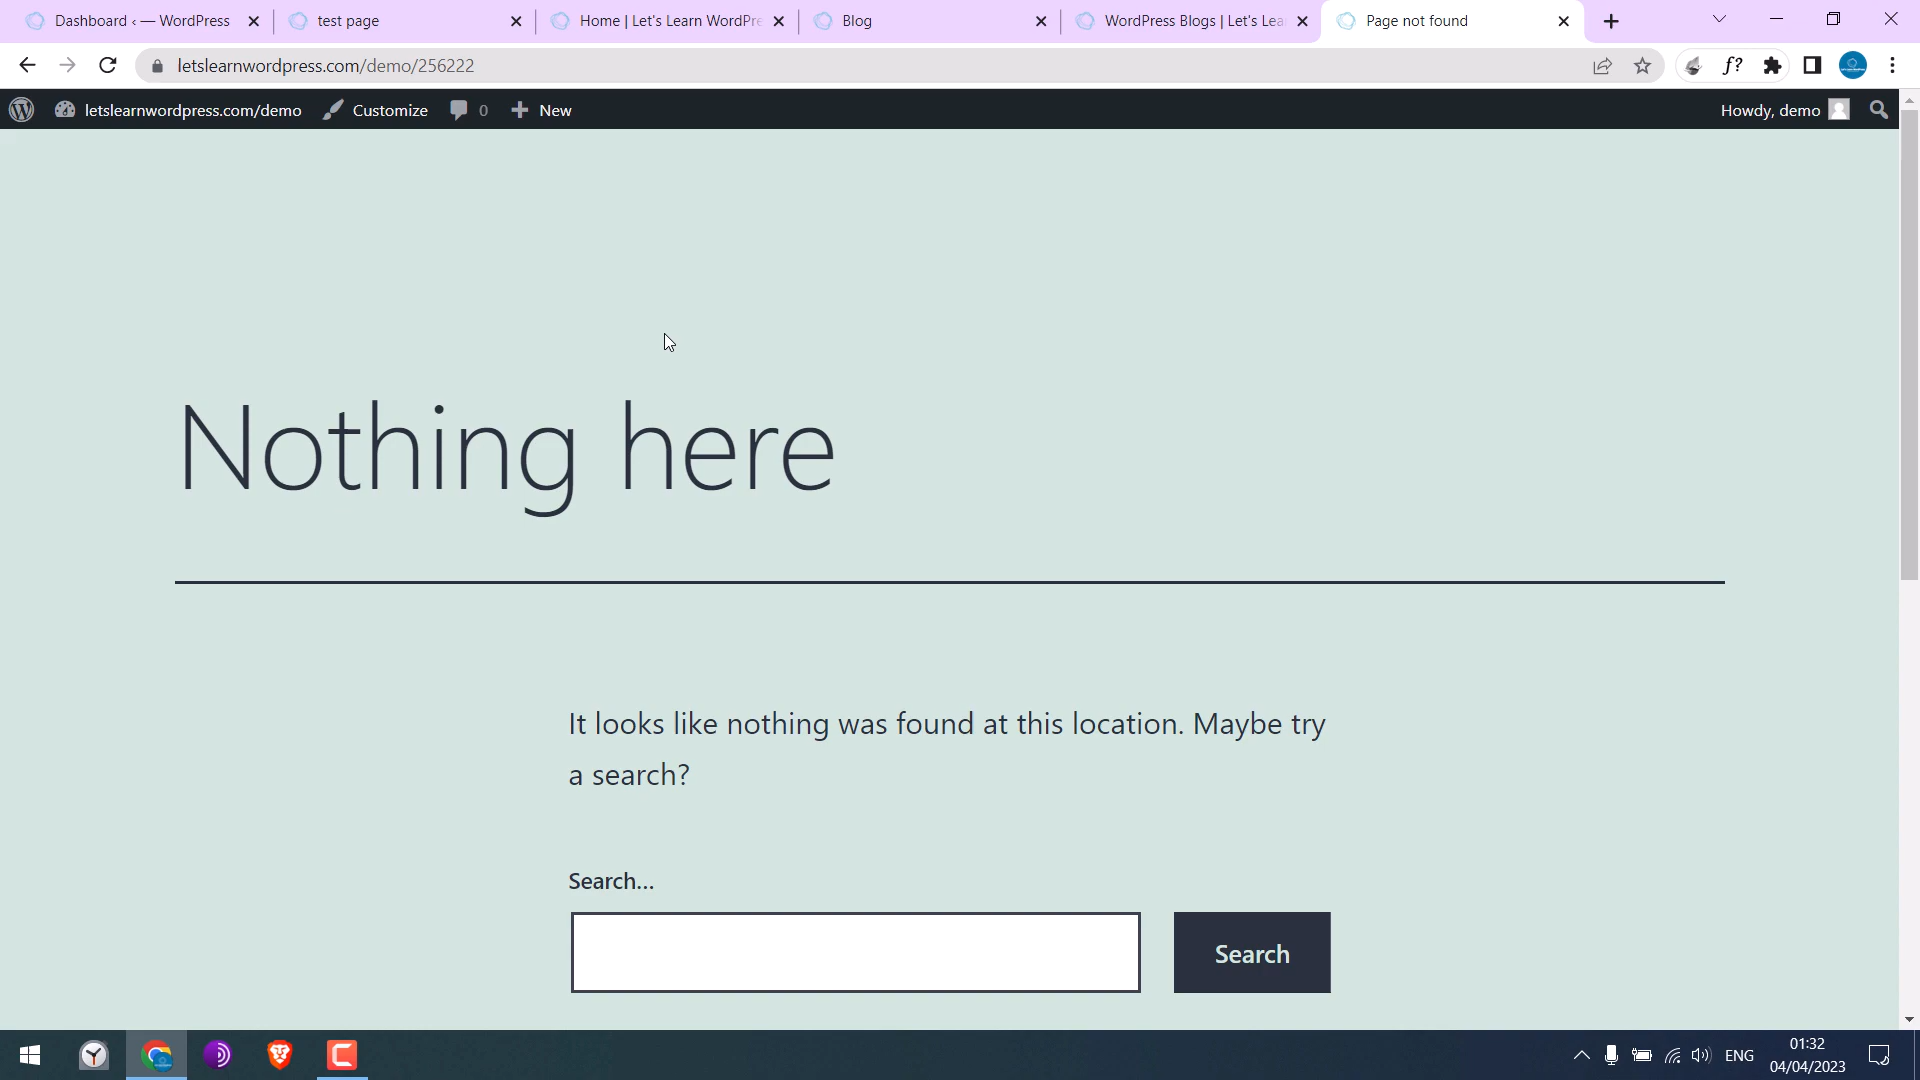 Dashboard ‹ — WordPress
test page
Home | Let's Learn WordPre
Blog
WordPress Blogs | Let's Lea
Page not found
letslearnwordpress.com/demo/256222
f?
letslearnwordpress.com/demo
Customize
0
New
Howdy, demo
Nothing here
It looks like nothing was found at this location. Maybe try
a search?
Search…
Search
ENG
01:32
04/04/2023